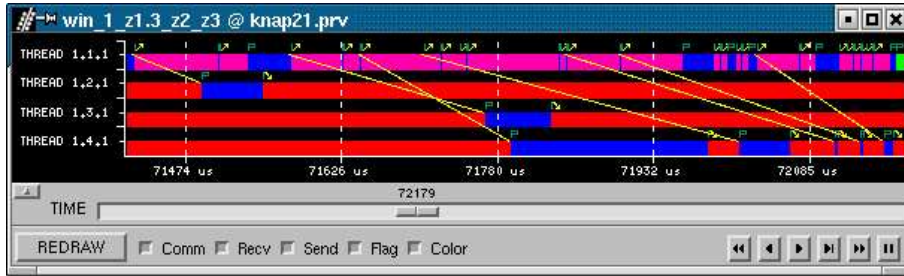 win_1_z1.3_z2_z3 @ knap21.prv
THREAD 1.1.1
THREAD 1.2.1
THREAD 1.3.1
THREAD 1.4.1
71474 us 71626 us 71780 us 71932 us 72085 us
72179
TIME
REDRAW Comm Recv Send Flag Color